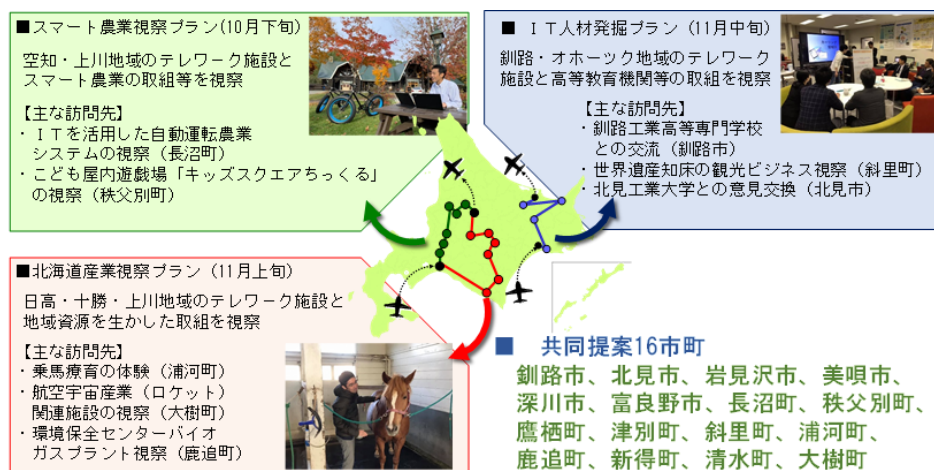 ■スマート農業視察プラン(10月下旬)
空知・上川地域のテレワーク施設と
スマート農業の取組等を視察
【主な訪問先】
・ＩＴを活用した自動運転農業
システムの視察（長沼町）
・こども屋内遊戯場「キッズスクエアちっくる」
の視察（秩父別町）
■ ＩＴ人材発掘プラン（11月中旬）
釧路・オホーツク地域のテレワーク
施設と高等教育機関等の取組を視察
【主な訪問先】
・釧路工業高等専門学校
との交流（釧路市）
・世界遺産知床の観光ビジネス視察（斜里町）
・北見工業大学との意見交換（北見市）
■北海道産業視察プラン（11月上旬）
日高・十勝・上川地域のテレワーク施設と
地域資源を生かした取組を視察
【主な訪問先】
・乗馬療育の体験（浦河町）
・航空宇宙産業（ロケット）
関連施設の視察（大樹町）
・環境保全センターバイオ
ガスプラント視察（鹿追町）
■ 共同提案16市町
釧路市、北見市、岩見沢市、美唄市、
深川市、富良野市、長沼町、秩父別町、
鷹栖町、津別町、斜里町、浦河町、
鹿追町、新得町、清水町、大樹町